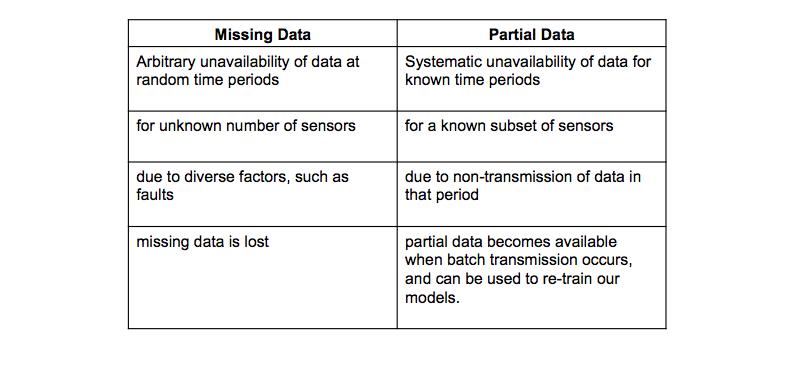 Missing Data
Partial Data
Arbitrary unavailability of data at
random time periods
Systematic unavailability of data for
known time periods
for unknown number of sensors
for a known subset of sensors
due to diverse factors, such as
faults
due to non-transmission of data in
that period
missing data is lost
partial data becomes available
when batch transmission occurs,
and can be used to re-train our
models.